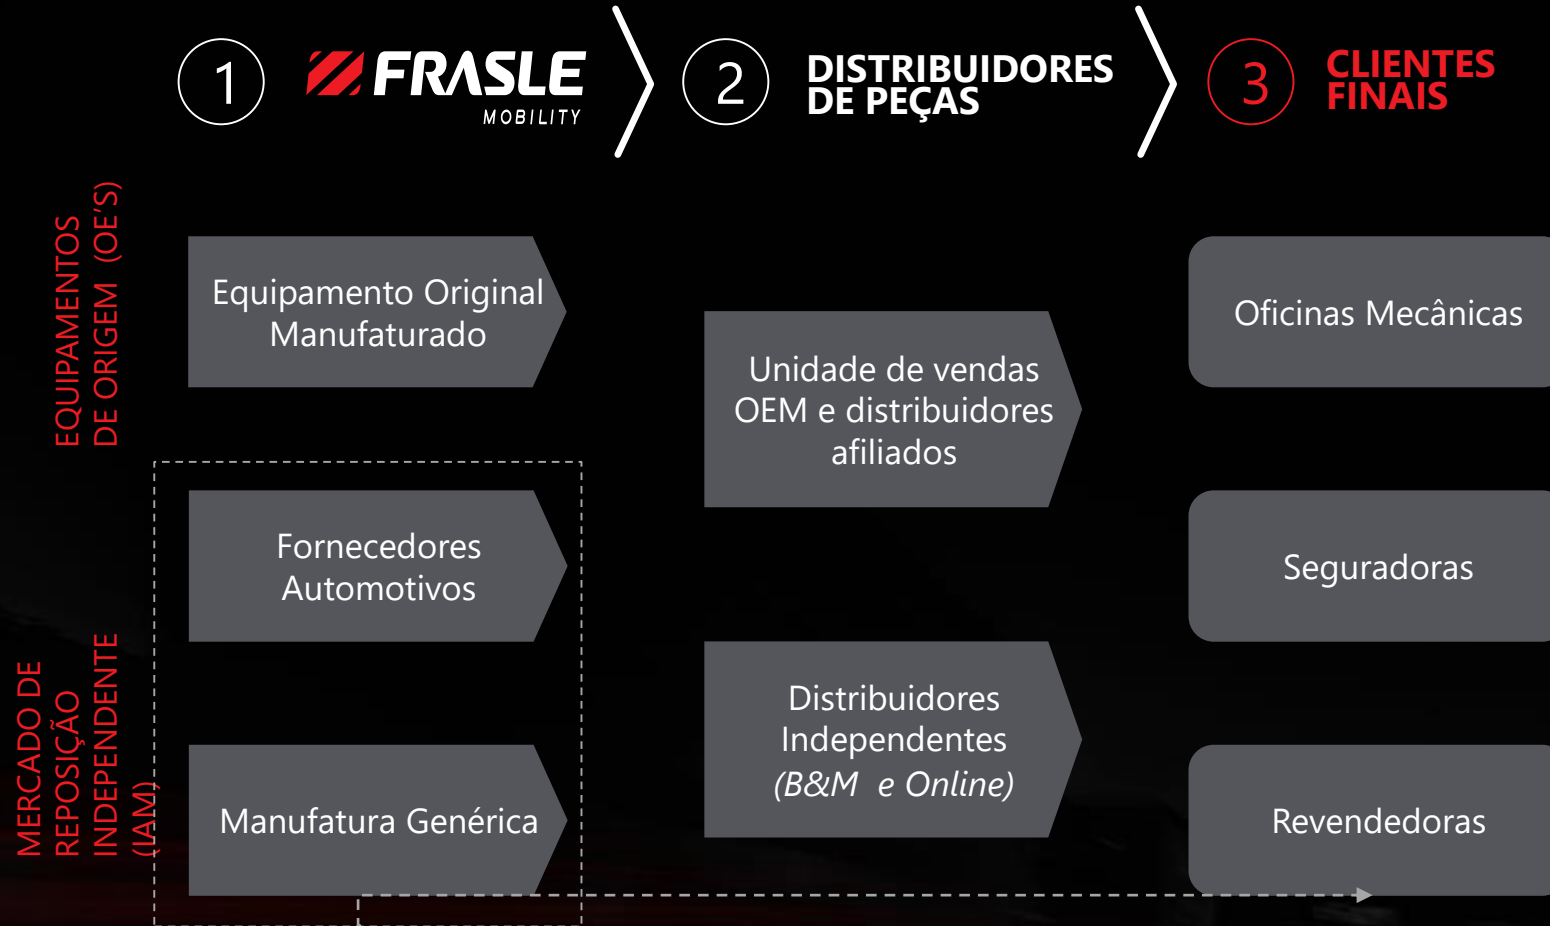 1
FRASLE
MOBILITY
2
DISTRIBUIDORES
DE PEÇAS
3
CLIENTES
FINAIS
EQUIPAMENTOS
DE ORIGEM (OE'S)
Equipamento Original
Manufaturado
Unidade de vendas
OEM e distribuidores
afiliados
Oficinas Mecânicas
MERCADO DE
REPOSIÇÃO
INDEPENDENTE
(IAM)
Fornecedores
Automotivos
Seguradoras
Manufatura Genérica
Distribuidores
Independentes
(B&M e Online)
Revendedoras